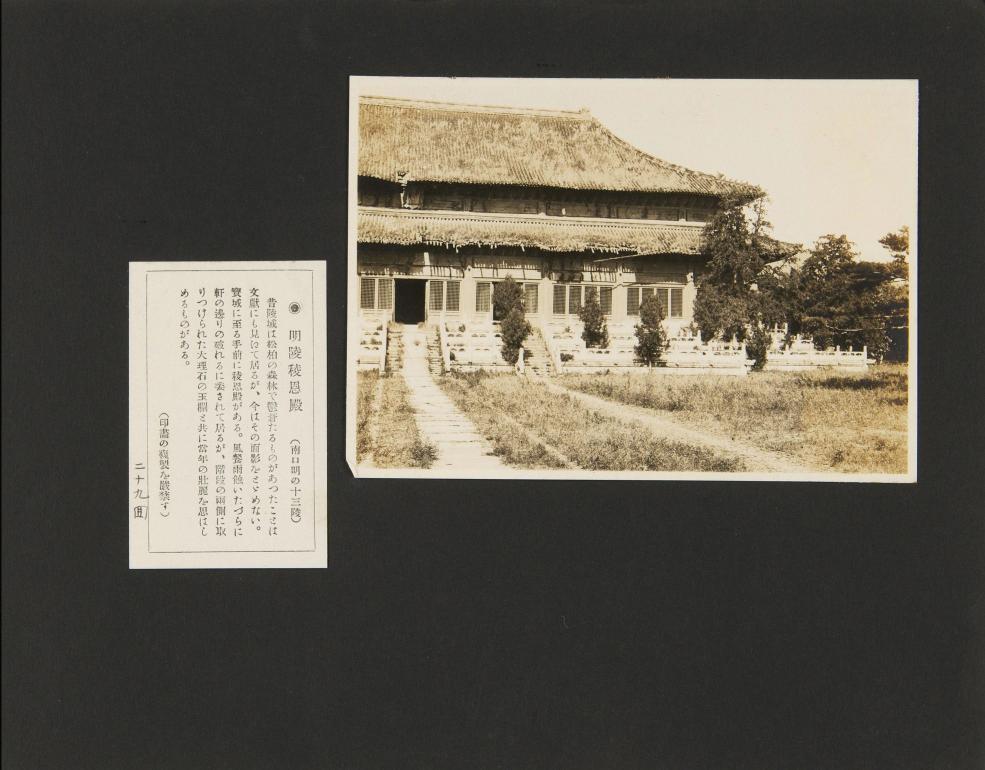 ◉ 明陵稜恩殿 (南口明の十三陵)
昔陵域は松柏の森林で鬱蒼たるものがあつたことは
文獻にも見えて居るが、今はその面影をとゞめない。
寶城に至る手前に稜恩殿がある。風餐雨蝕いたづらに
軒の邊りの破れるに委されて居るが、階段の兩側に取
りつけられた大理石の玉欄と共に當年の壯麗を思はし
めるものがある。
(印畫の複製を嚴禁す)
二十九回